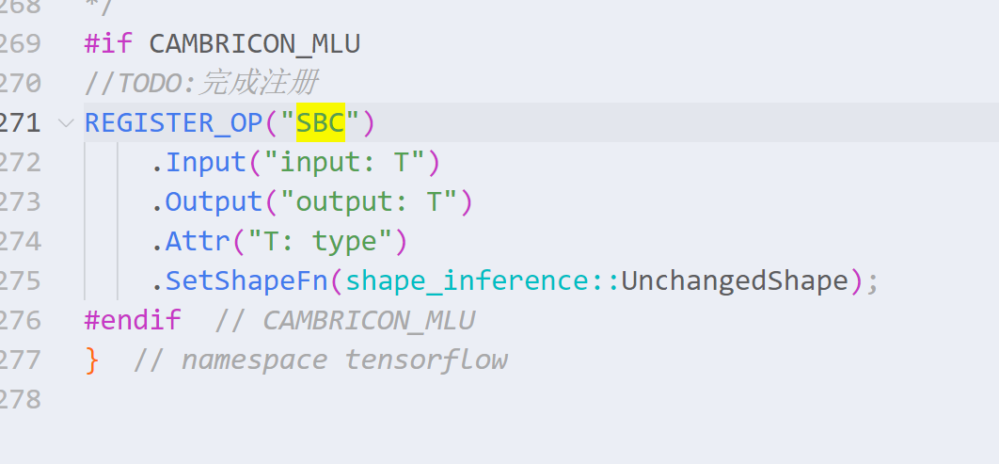 268 */
269 #if CAMBRICON_MLU
270 //TODO:完成注册
271 REGISTER_OP("SBC")
272 .Input("input: T")
273 .Output("output: T")
274 .Attr("T: type")
275 .SetShapeFn(shape_inference::UnchangedShape);
276 #endif  // CAMBRICON_MLU
277 }  // namespace tensorflow
278